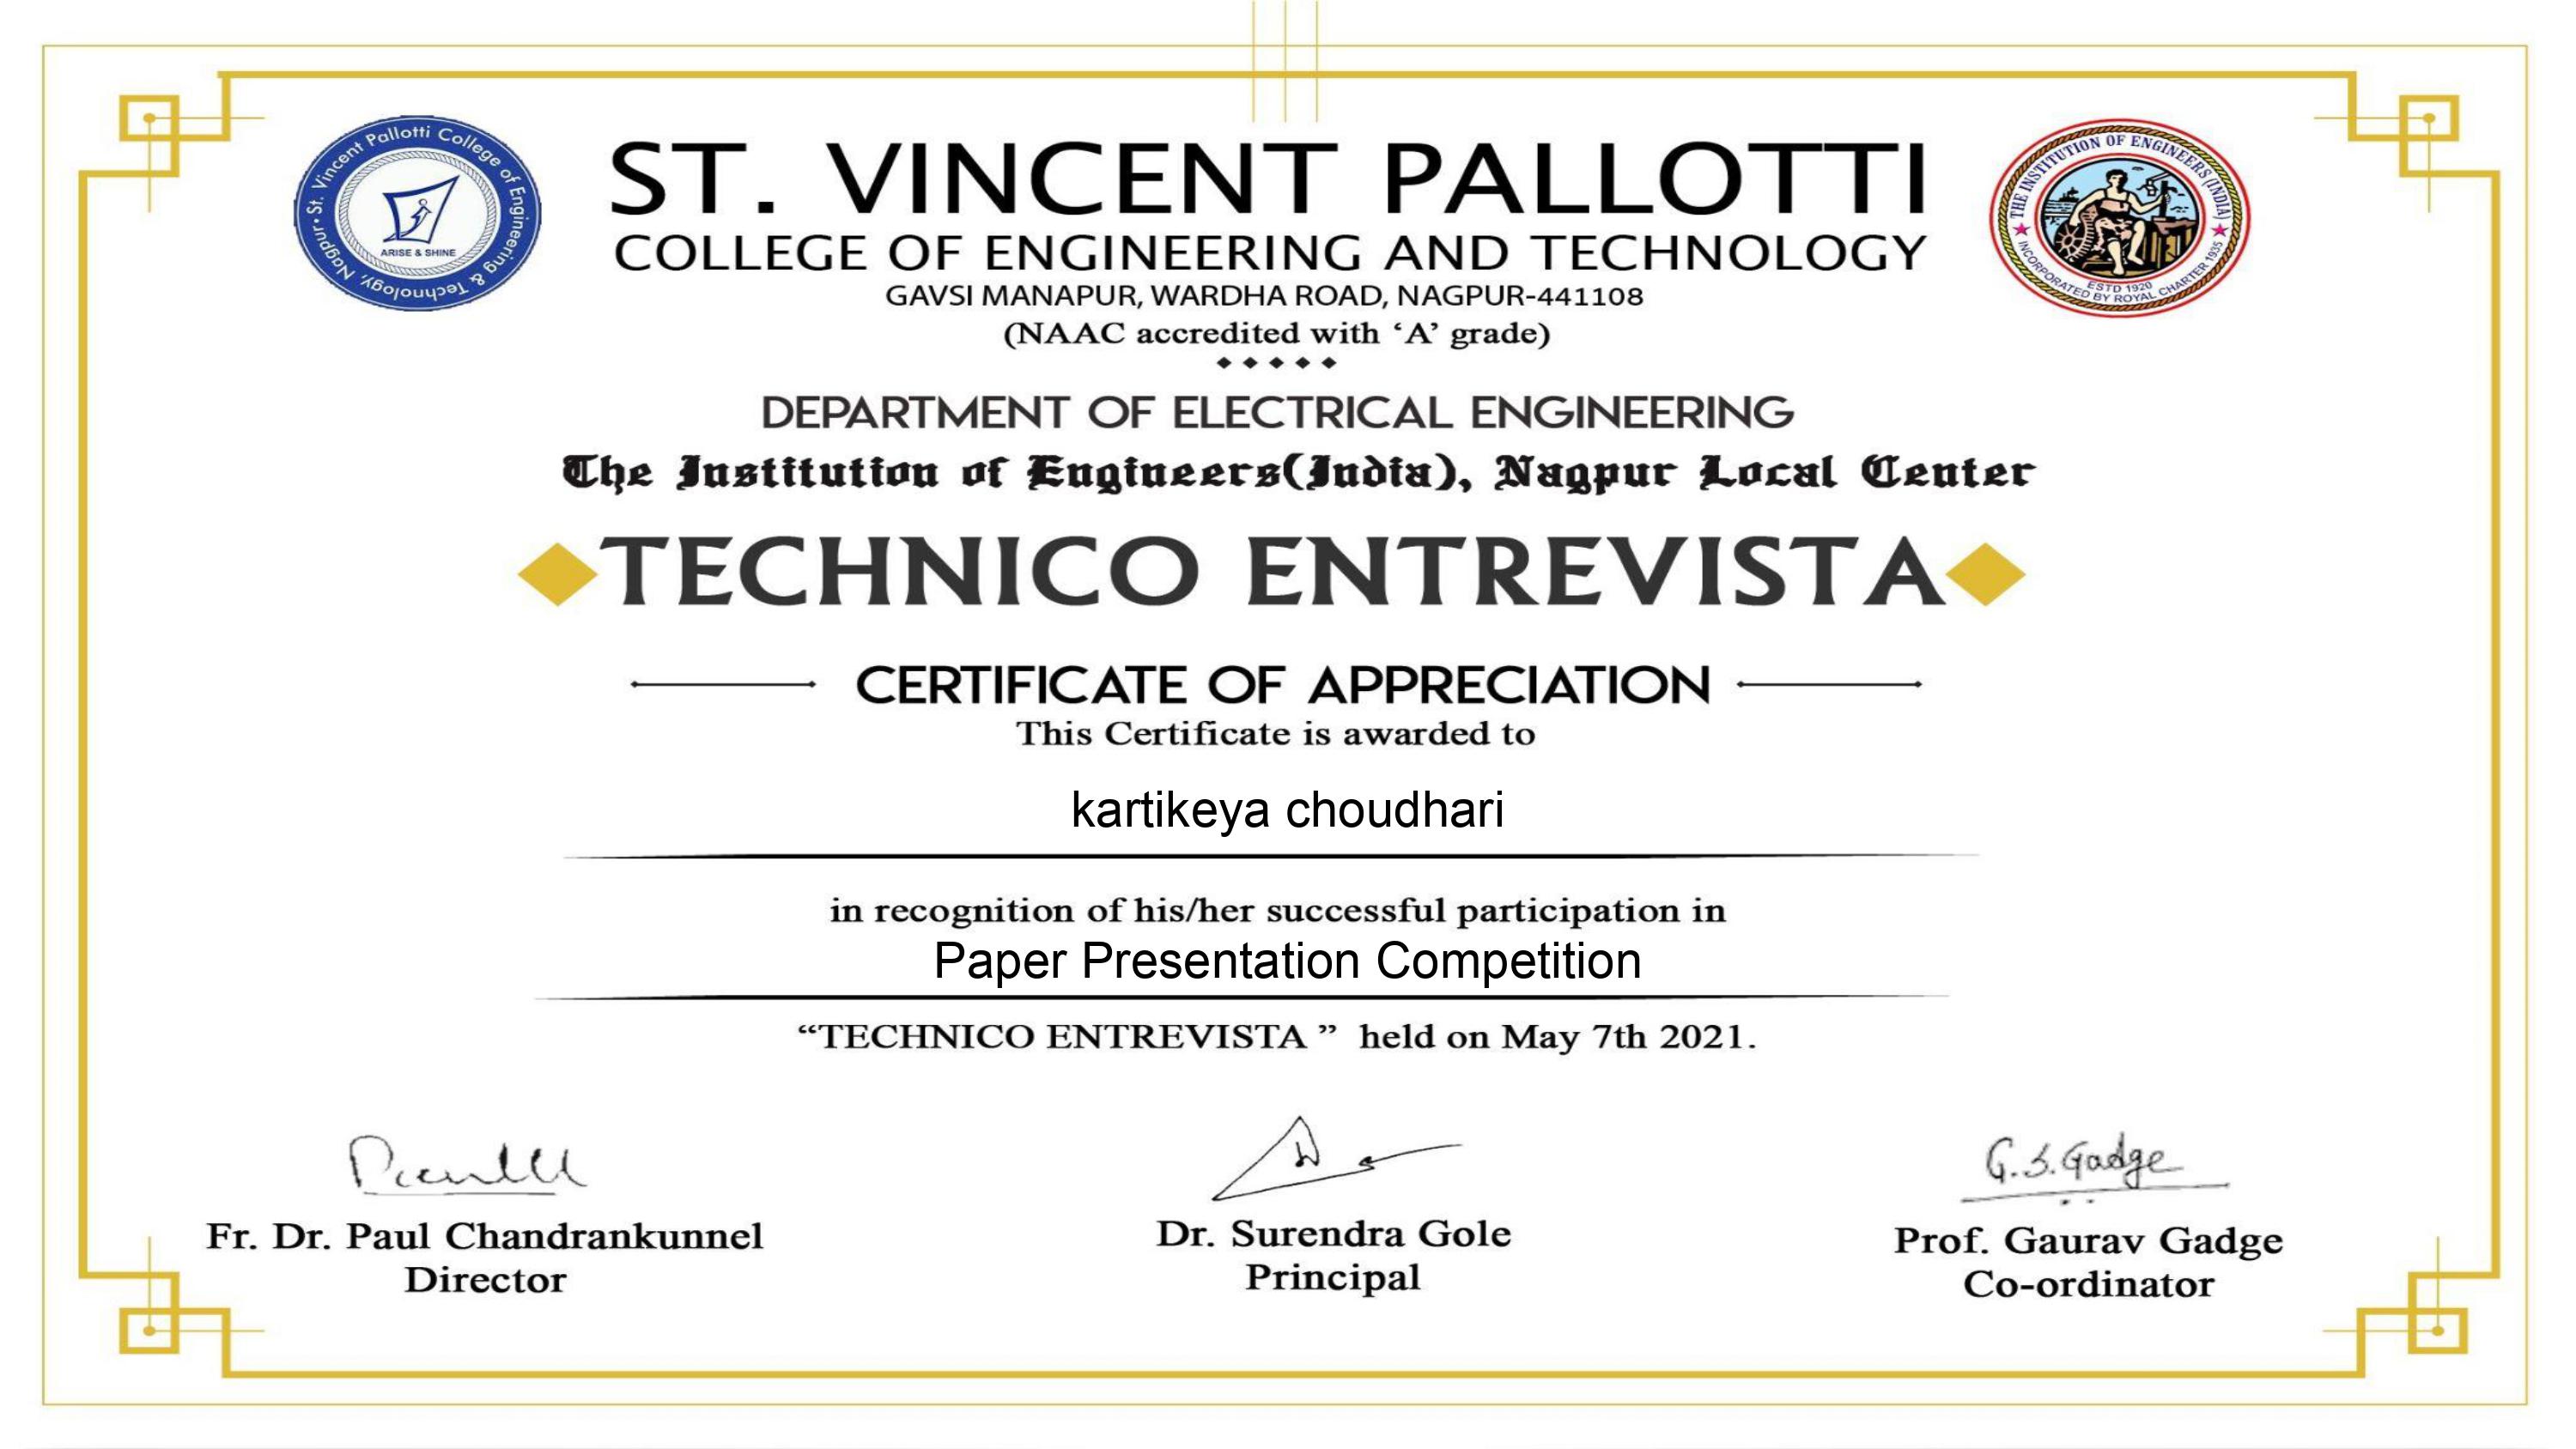 St. Vincent Pallotti College of Engineering & Technology, Nagpur
ARISE & SHINE
ST. VINCENT PALLOTTI
COLLEGE OF ENGINEERING AND TECHNOLOGY
GAVSI MANAPUR, WARDHA ROAD, NAGPUR-441108
(NAAC accredited with ‘A’ grade)
THE INSTITUTION OF ENGINEERS (INDIA)
ESTD 1920
INCORPORATED BY ROYAL CHARTER 1935
DEPARTMENT OF ELECTRICAL ENGINEERING
The Institution of Engineers(India), Nagpur Local Center
TECHNICO ENTREVISTA
CERTIFICATE OF APPRECIATION
This Certificate is awarded to
kartikeya choudhari
in recognition of his/her successful participation in
Paper Presentation Competition
“TECHNICO ENTREVISTA ” held on May 7th 2021.
G.S.Gadge
Fr. Dr. Paul Chandrankunnel
Director
Dr. Surendra Gole
Principal
Prof. Gaurav Gadge
Co-ordinator